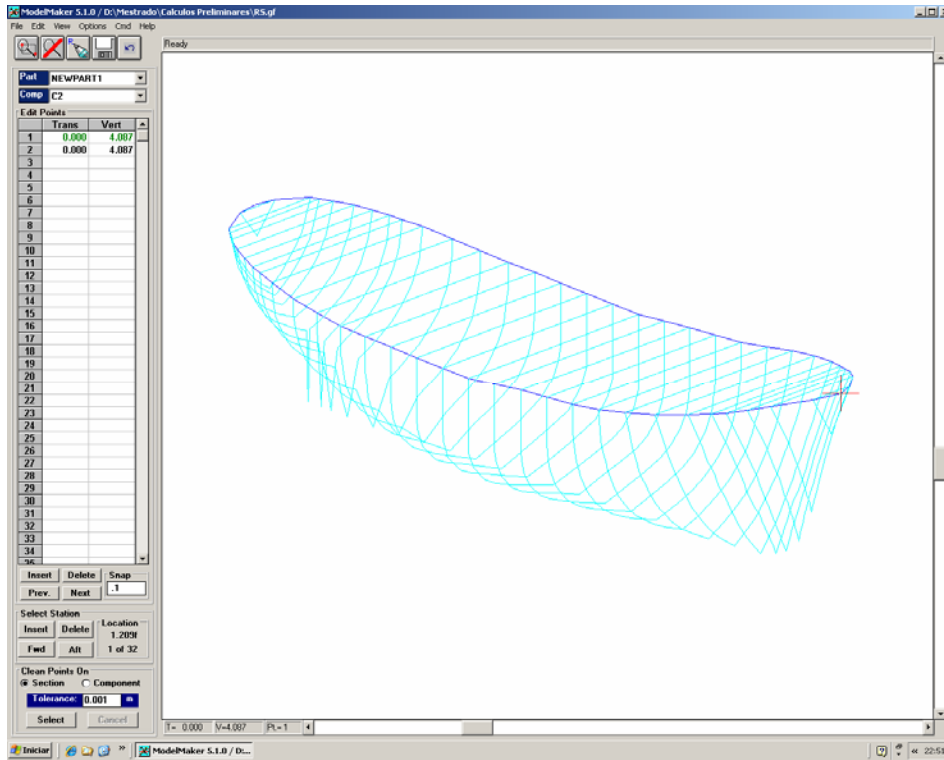 ModelMaker 5.1.0 / D:\Mestrado\Calculos Preliminares\RS.gf
File Edit View Options Cmd Help
Ready
Part NEWPART1
Comp C2
Edit Points
Trans Vert
1 0.000 4.087
2 0.000 4.087
3
4
5
6
7
8
9
10
11
12
13
14
15
16
17
18
19
20
21
22
23
24
25
26
27
28
29
30
31
32
33
34
Insert Delete Snap
Prev. Next .1
Select Station
Insert Delete Location
1.209f
Fwd Aft 1 of 32
Clean Points On
Section Component
Tolerance: 0.001 m
Select Cancel
T= 0.000 V=4.087 Pt.=1
Iniciar » ModelMaker 5.1.0 / D:... « 22:51